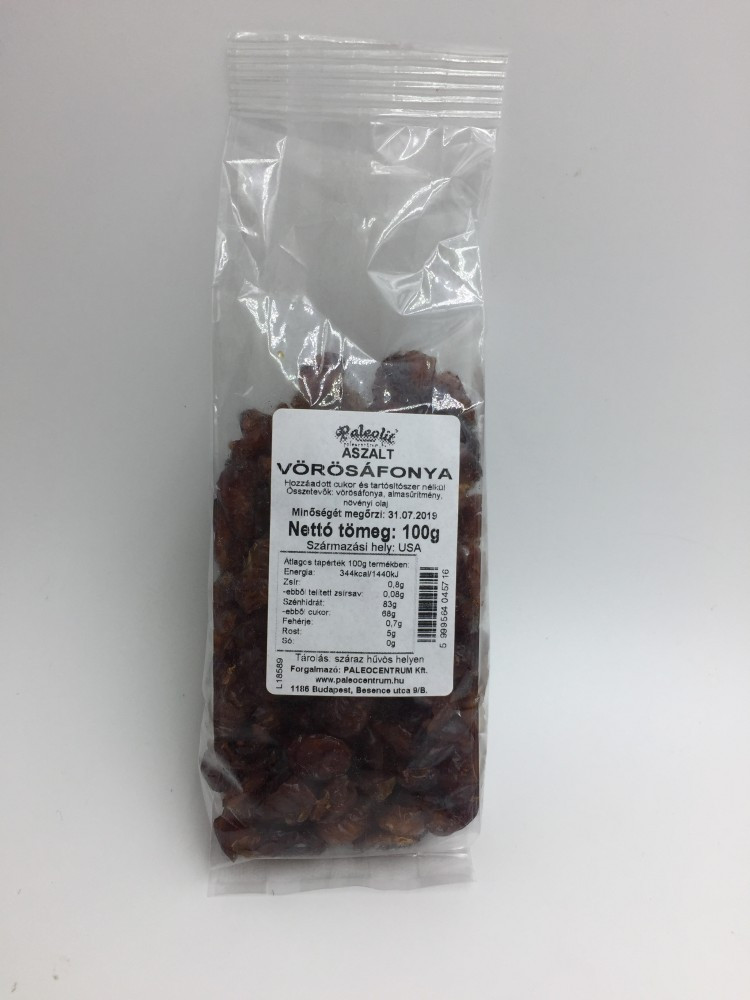 Paleolit
paleocentrum.hu
ASZALT
VÖRÖSÁFONYA
Hozzáadott cukor és tartósítószer nélkül
Összetevők: vörösáfonya, almasűrítmény,
növényi olaj
Minőségét megőrzi: 31.07.2019
Nettó tömeg: 100g
Származási hely: USA
Átlagos tápérték 100g termékben:
Energia: 344kcal/1440kJ
Zsír: 0,8g
-ebből telített zsírsav: 0,08g
Szénhidrát: 83g
-ebből cukor: 68g
Fehérje: 0,7g
Rost: 5g
Só: 0g
5 999564 045716
L18589
Tárolás: száraz hűvös helyen
Forgalmazó: PALEOCENTRUM Kft.
www.paleocentrum.hu
1186 Budapest, Besence utca 9/B.